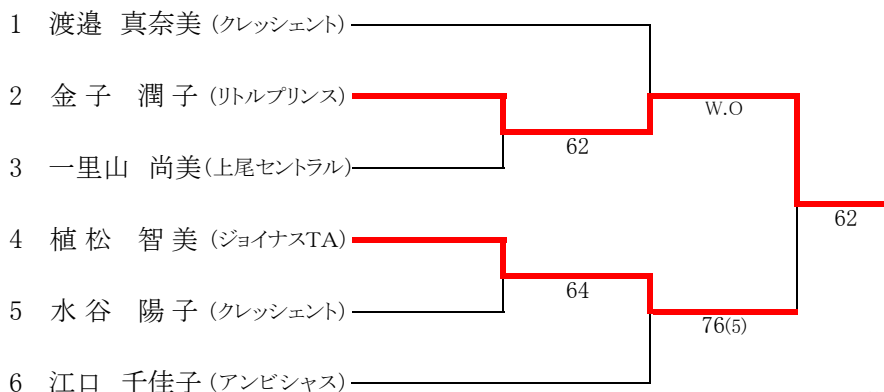 1 渡邉 真奈美 (クレッシェント)
W.O
2 金子 潤子 (リトルプリンス)
62
3 一里山 尚美 (上尾セントラル)
62
4 植松 智美 (ジョイナスTA)
64
5 水谷 陽子 (クレッシェント)
76(5)
6 江口 千佳子 (アンビシャス)